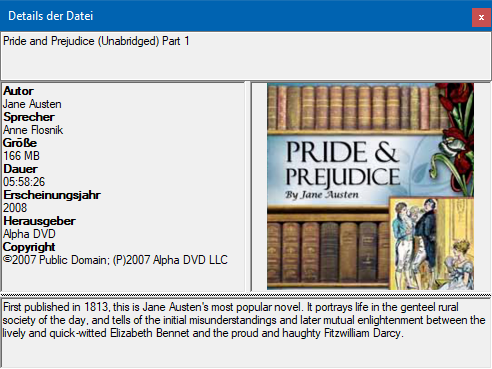 Details der Datei
x
Pride and Prejudice (Unabridged) Part 1
Autor
Jane Austen
Sprecher
Anne Flosnik
Größe
166 MB
Dauer
05:58:26
Erscheinungsjahr
2008
Herausgeber
Alpha DVD
Copyright
©2007 Public Domain; (P)2007 Alpha DVD LLC
PRIDE &
PREJUDICE
By Jane Austen
First published in 1813, this is Jane Austen's most popular novel. It portrays life in the genteel rural
society of the day, and tells of the initial misunderstandings and later mutual enlightenment between the
lively and quick-witted Elizabeth Bennet and the proud and haughty Fitzwilliam Darcy.